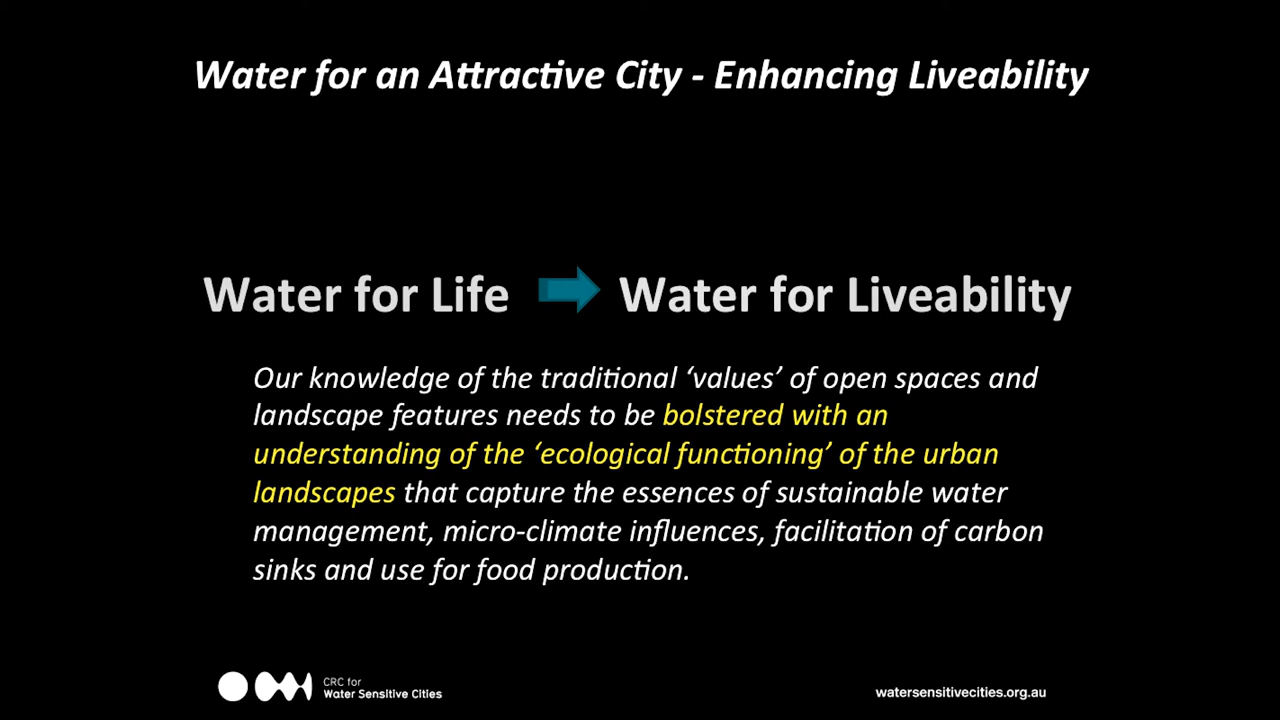 Water for an Attractive City - Enhancing Liveability
Water for Life Water for Liveability
Our knowledge of the traditional ‘values’ of open spaces and
landscape features needs to be bolstered with an
understanding of the ‘ecological functioning’ of the urban
landscapes that capture the essences of sustainable water
management, micro-climate influences, facilitation of carbon
sinks and use for food production.
CRC for
Water Sensitive Cities
watersensitivecities.org.au